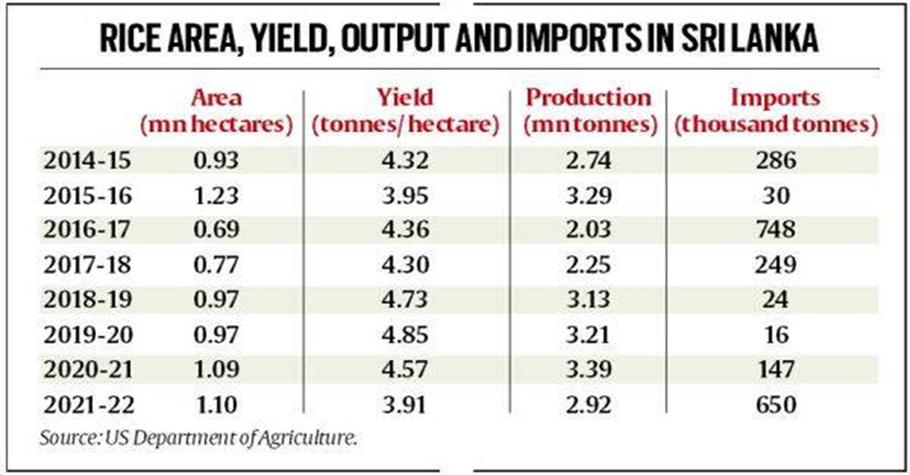 RICE AREA, YIELD, OUTPUT AND IMPORTS IN SRI LANKA
Area Yield Production Imports
(mn hectares) (tonnes/hectare) (mn tonnes) (thousand tonnes)
2014-15 0.93 4.32 2.74 286
2015-16 1.23 3.95 3.29 30
2016-17 0.69 4.36 2.03 748
2017-18 0.77 4.30 2.25 249
2018-19 0.97 4.73 3.13 24
2019-20 0.97 4.85 3.21 16
2020-21 1.09 4.57 3.39 147
2021-22 1.10 3.91 2.92 650
Source: US Department of Agriculture.